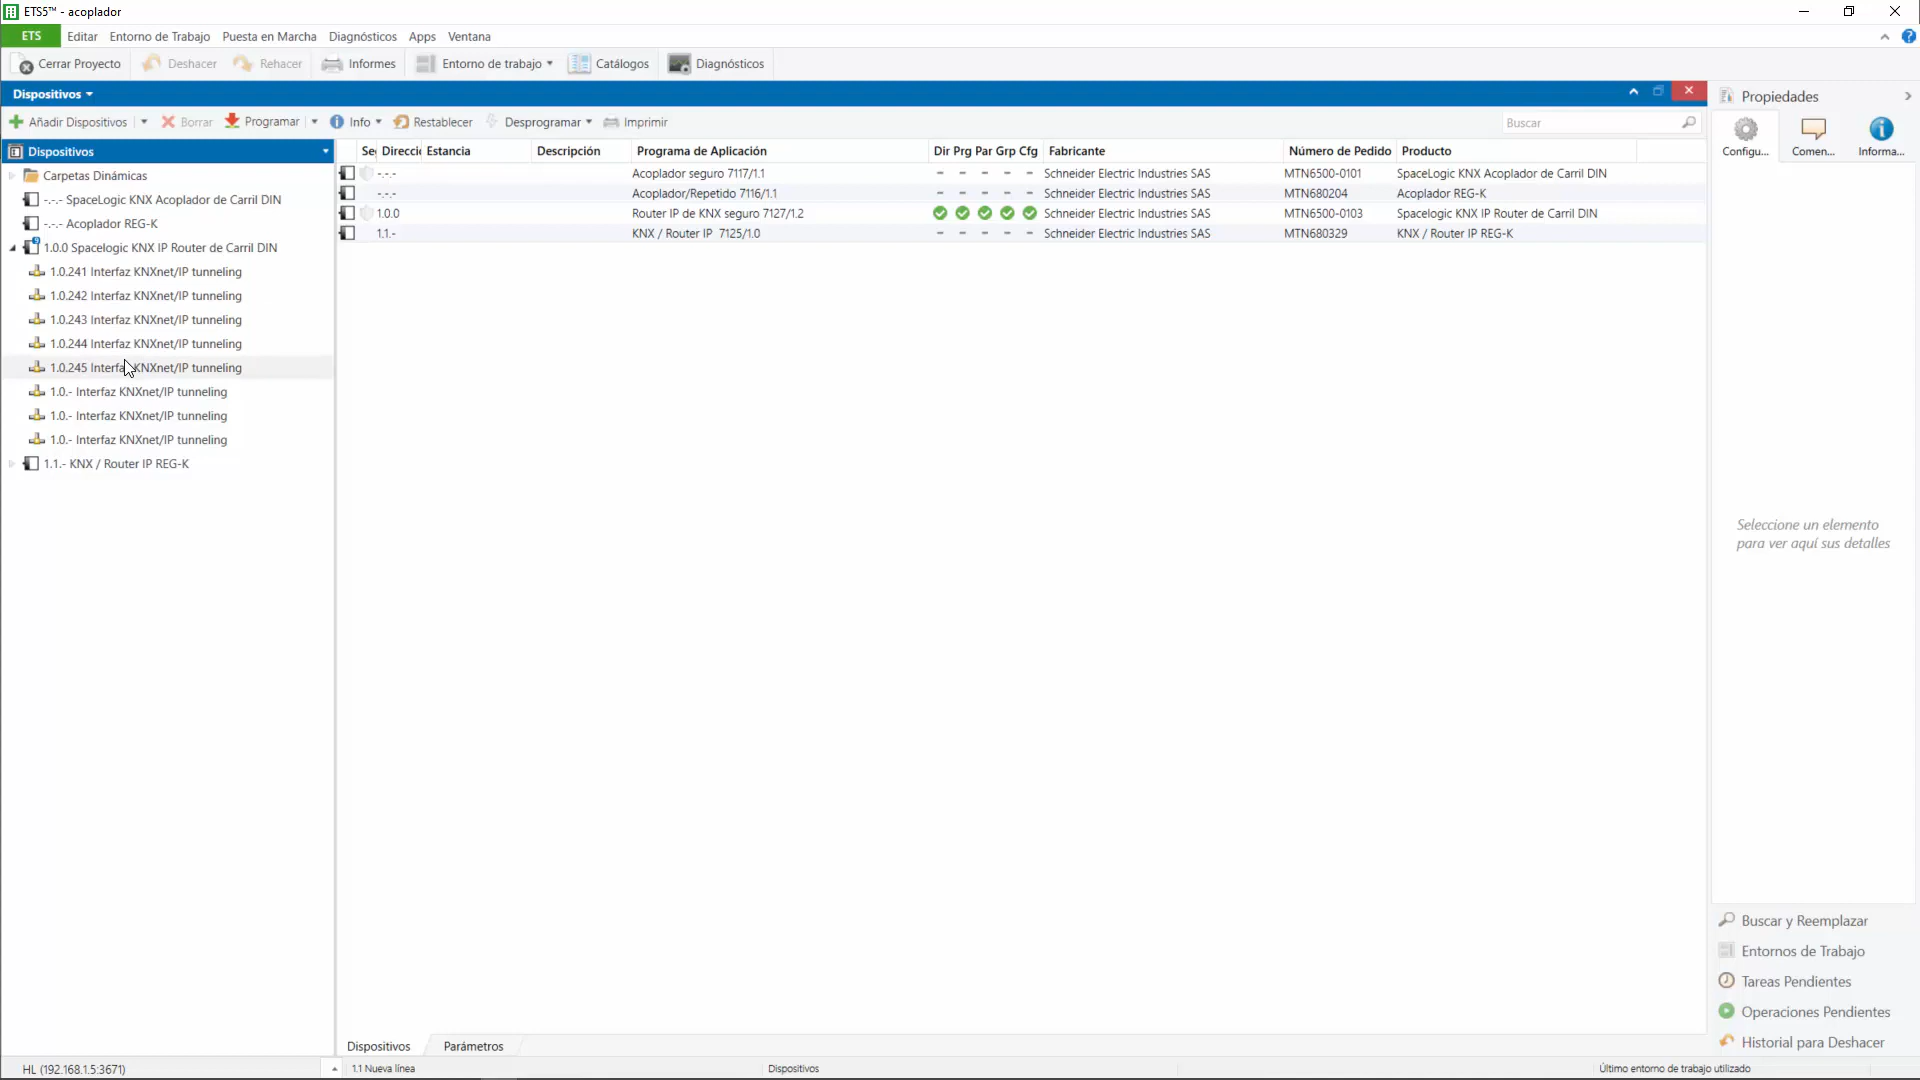 ETS5™ - acoplador
ETS Editar Entorno de Trabajo Puesta en Marcha Diagnósticos Apps Ventana
Cerrar Proyecto Deshacer Rehacer Informes Entorno de trabajo Catálogos Diagnósticos
Dispositivos
Añadir Dispositivos Borrar Programar Info Restablecer Desprogramar Imprimir Buscar
Dispositivos
Carpetas Dinámicas
-.-.- SpaceLogic KNX Acoplador de Carril DIN
-.-.- Acoplador REG-K
1.0.0 Spacelogic KNX IP Router de Carril DIN
1.0.241 Interfaz KNXnet/IP tunneling
1.0.242 Interfaz KNXnet/IP tunneling
1.0.243 Interfaz KNXnet/IP tunneling
1.0.244 Interfaz KNXnet/IP tunneling
1.0.245 Interfaz KNXnet/IP tunneling
1.0.- Interfaz KNXnet/IP tunneling
1.0.- Interfaz KNXnet/IP tunneling
1.0.- Interfaz KNXnet/IP tunneling
1.1.- KNX / Router IP REG-K
Se Direcci Estancia Descripción Programa de Aplicación Dir Prg Par Grp Cfg Fabricante Número de Pedido Producto
-.-.- Acoplador seguro 7117/1.1 - - - - - Schneider Electric Industries SAS MTN6500-0101 SpaceLogic KNX Acoplador de Carril DIN
-.-.- Acoplador/Repetido 7116/1.1 - - - - - Schneider Electric Industries SAS MTN680204 Acoplador REG-K
1.0.0 Router IP de KNX seguro 7127/1.2 Schneider Electric Industries SAS MTN6500-0103 Spacelogic KNX IP Router de Carril DIN
1.1.- KNX / Router IP 7125/1.0 - - - - - Schneider Electric Industries SAS MTN680329 KNX / Router IP REG-K
Dispositivos Parámetros
Propiedades
Configu... Comen... Informa...
Seleccione un elemento
para ver aquí sus detalles
Buscar y Reemplazar
Entornos de Trabajo
Tareas Pendientes
Operaciones Pendientes
Historial para Deshacer
HL (192.168.1.5:3671) 1.1 Nueva línea Dispositivos Último entorno de trabajo utilizado